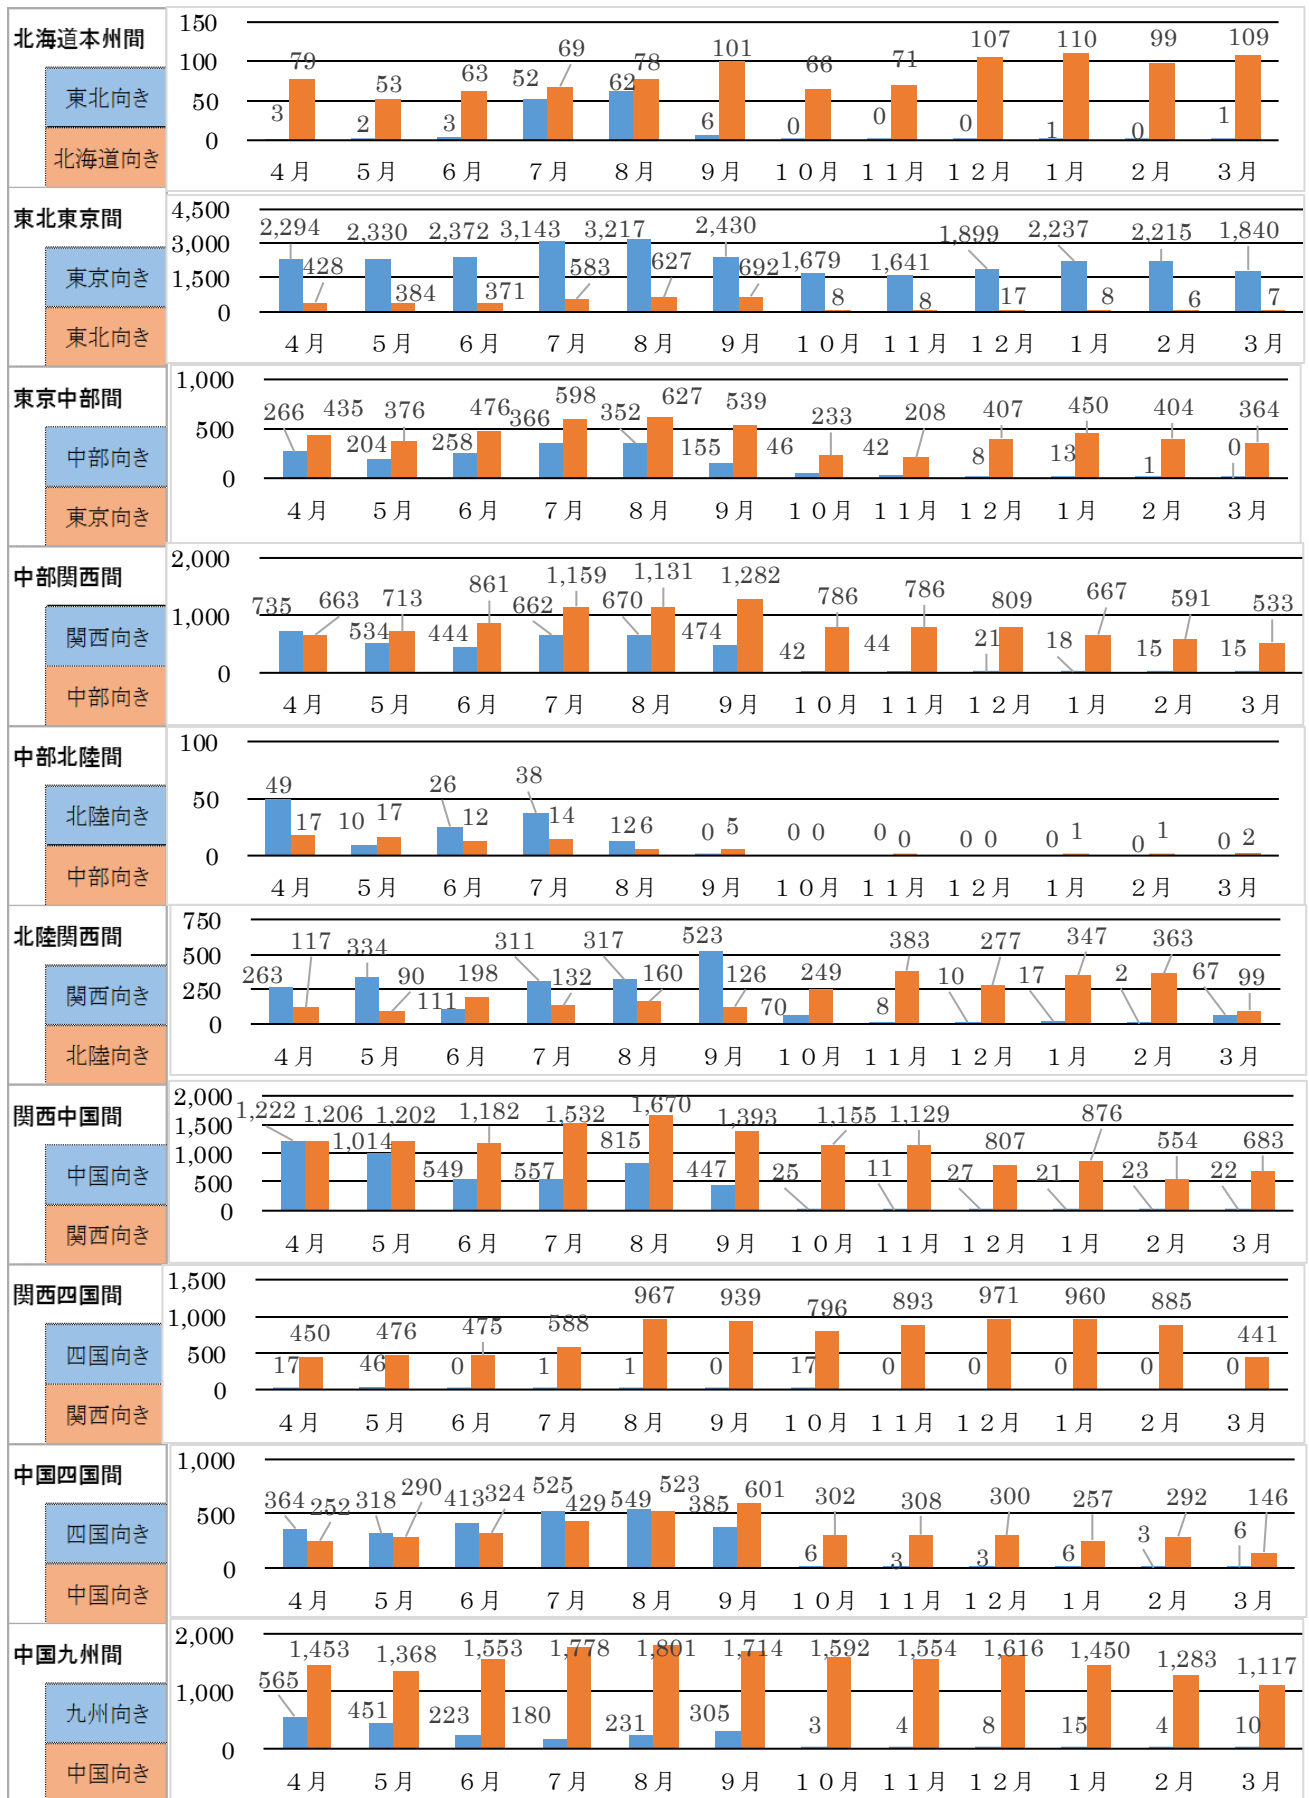 北海道本州間
東北向き
北海道向き
150
100
50
0
3 79 2 53 3 63 52 69 62 78 6 101 0 66 0 71 0 107 1 110 0 99 1 109
4月 5月 6月 7月 8月 9月 10月 11月 12月 1月 2月 3月
東北東京間
東京向き
東北向き
4,500
3,000
1,500
0
2,294 428 2,330 384 2,372 371 3,143 583 3,217 627 2,430 692 1,679 8 1,641 8 1,899 17 2,237 8 2,215 6 1,840 7
4月 5月 6月 7月 8月 9月 10月 11月 12月 1月 2月 3月
東京中部間
中部向き
東京向き
1,000
500
0
266 435 204 376 258 476 366 598 352 627 155 539 46 233 42 208 8 407 13 450 1 404 0 364
4月 5月 6月 7月 8月 9月 10月 11月 12月 1月 2月 3月
中部関西間
関西向き
中部向き
2,000
1,000
0
735 663 534 713 444 861 662 1,159 670 1,131 474 1,282 42 786 44 786 21 809 18 667 15 591 15 533
4月 5月 6月 7月 8月 9月 10月 11月 12月 1月 2月 3月
中部北陸間
北陸向き
中部向き
100
50
0
49 17 10 17 26 12 38 14 12 6 0 5 0 0 0 0 0 0 0 1 0 1 0 2
4月 5月 6月 7月 8月 9月 10月 11月 12月 1月 2月 3月
北陸関西間
関西向き
北陸向き
750
500
250
0
263 117 334 90 111 198 311 132 317 160 523 126 70 249 8 383 10 277 17 347 2 363 67 99
4月 5月 6月 7月 8月 9月 10月 11月 12月 1月 2月 3月
関西中国間
中国向き
関西向き
2,000
1,500
1,000
500
0
1,222 1,206 1,014 1,202 549 1,182 557 1,532 815 1,670 447 1,393 25 1,155 11 1,129 27 807 21 876 23 554 22 683
4月 5月 6月 7月 8月 9月 10月 11月 12月 1月 2月 3月
関西四国間
四国向き
関西向き
1,500
1,000
500
0
17 450 46 476 0 475 1 588 1 967 0 939 17 796 0 893 0 971 0 960 0 885 0 441
4月 5月 6月 7月 8月 9月 10月 11月 12月 1月 2月 3月
中国四国間
四国向き
中国向き
1,000
500
0
364 252 318 290 413 324 525 429 549 523 385 601 6 302 3 308 3 300 6 257 3 292 6 146
4月 5月 6月 7月 8月 9月 10月 11月 12月 1月 2月 3月
中国九州間
九州向き
中国向き
2,000
1,000
0
565 1,453 451 1,368 223 1,553 180 1,778 231 1,801 305 1,714 3 1,592 4 1,554 8 1,616 15 1,450 4 1,283 10 1,117
4月 5月 6月 7月 8月 9月 10月 11月 12月 1月 2月 3月